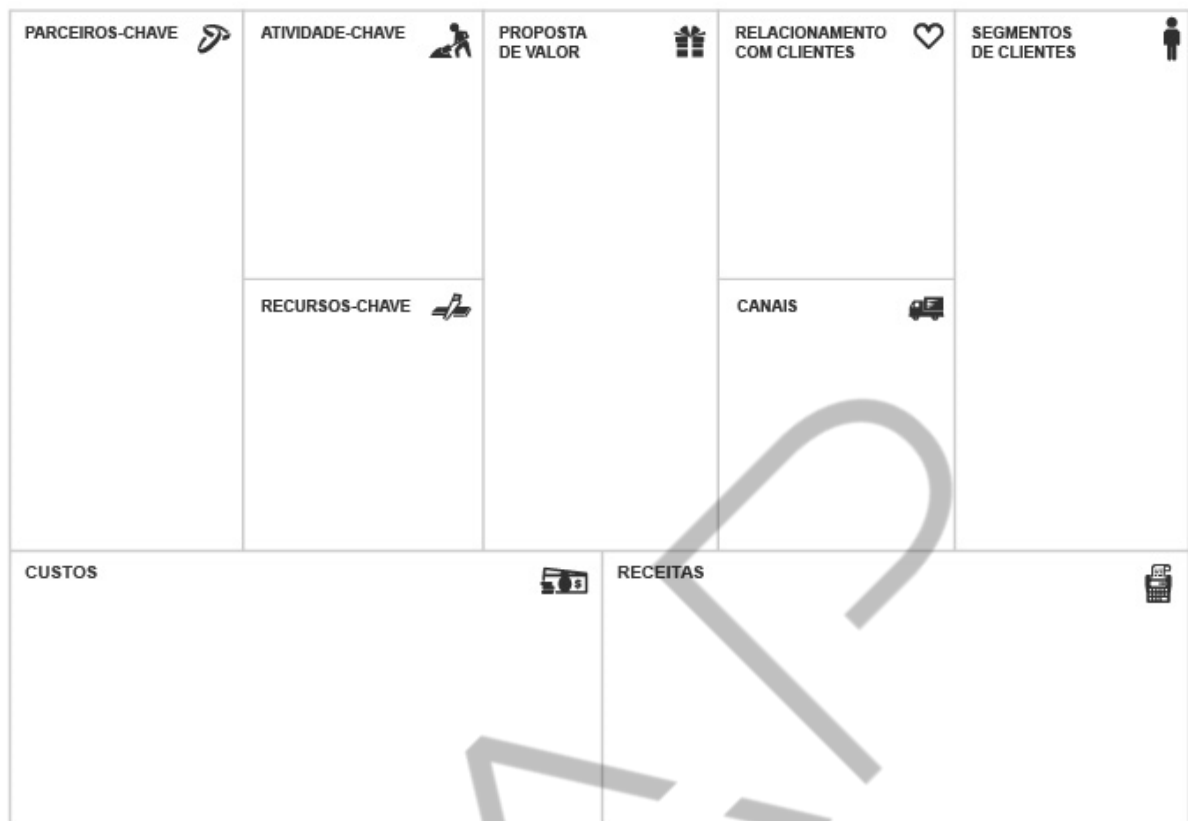 PARCEIROS-CHAVE
ATIVIDADE-CHAVE
PROPOSTA
DE VALOR
RELACIONAMENTO
COM CLIENTES
SEGMENTOS
DE CLIENTES
RECURSOS-CHAVE
CANAIS
CUSTOS
RECEITAS